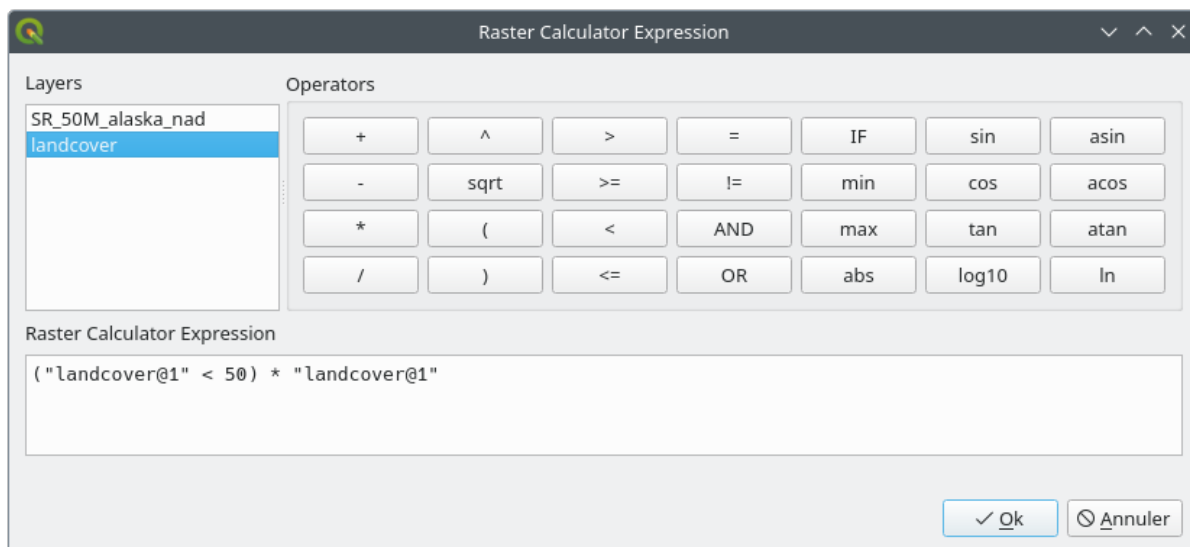 Raster Calculator Expression
Layers
Operators
SR_50M_alaska_nad
landcover
+ ^ > = IF sin asin
- sqrt >= != min cos acos
* ( < AND max tan atan
/ ) <= OR abs log10 ln
Raster Calculator Expression
("landcover@1" < 50) * "landcover@1"
Ok Annuler